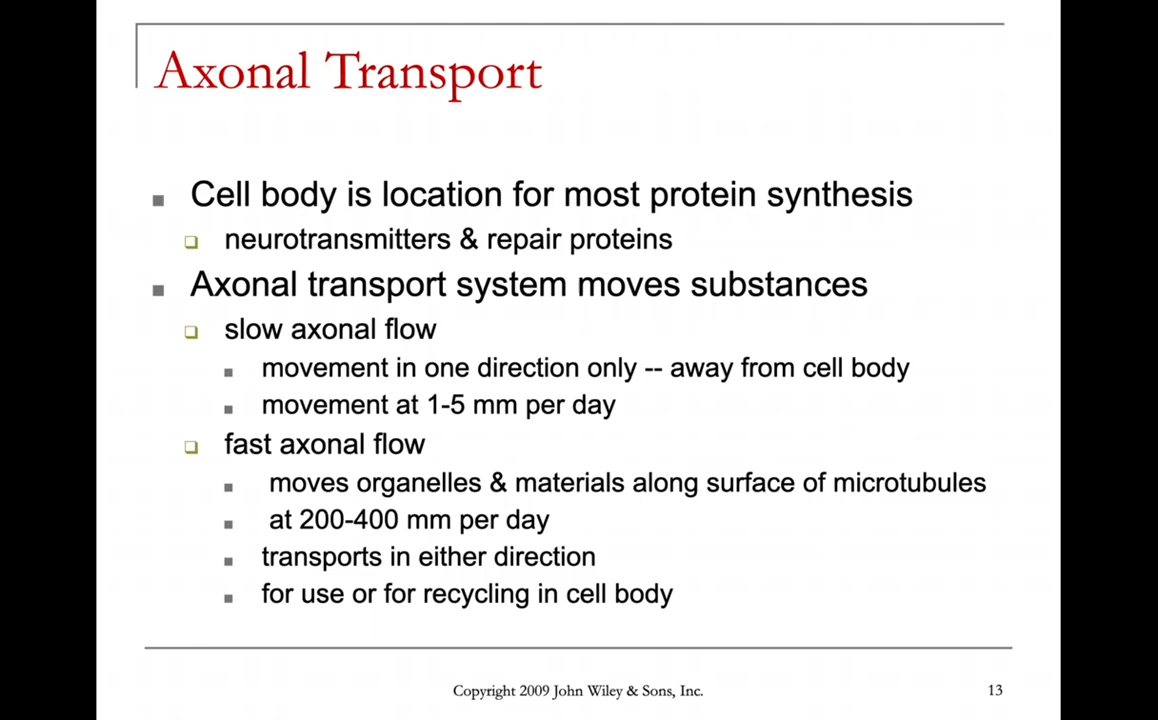 Axonal Transport
Cell body is location for most protein synthesis
neurotransmitters & repair proteins
Axonal transport system moves substances
slow axonal flow
movement in one direction only -- away from cell body
movement at 1-5 mm per day
fast axonal flow
moves organelles & materials along surface of microtubules
at 200-400 mm per day
transports in either direction
for use or for recycling in cell body
Copyright 2009 John Wiley & Sons, Inc.
13